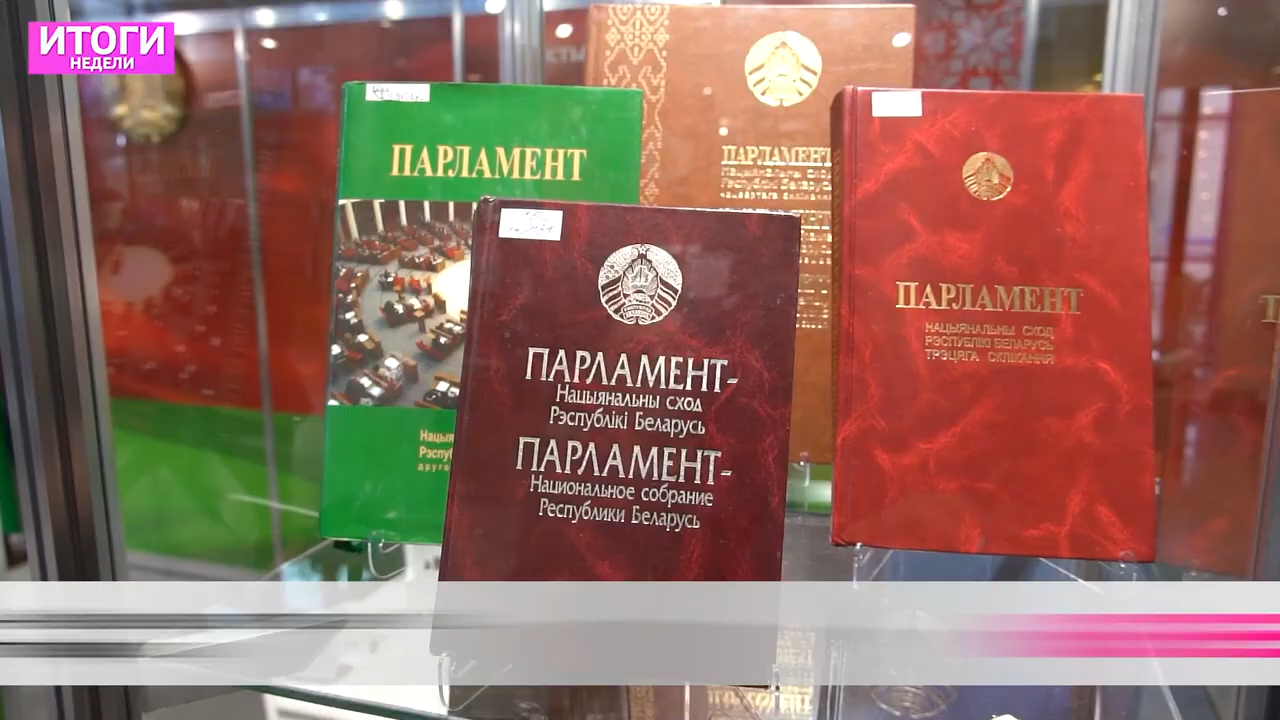 ИТОГИ
НЕДЕЛИ
ПАРЛАМЕНТ
ПАРЛАМЕНТ
ПАРЛАМЕНТ-
Нацыянальны сход
Рэспублікі Беларусь
ПАРЛАМЕНТ-
Национальное собрание
Республики Беларусь
ПАРЛАМЕНТ
НАЦЫЯНАЛЬНЫ СХОД
РЭСПУБЛІКІ БЕЛАРУСЬ
ТРЭЦЯГА СКЛІКАННЯ